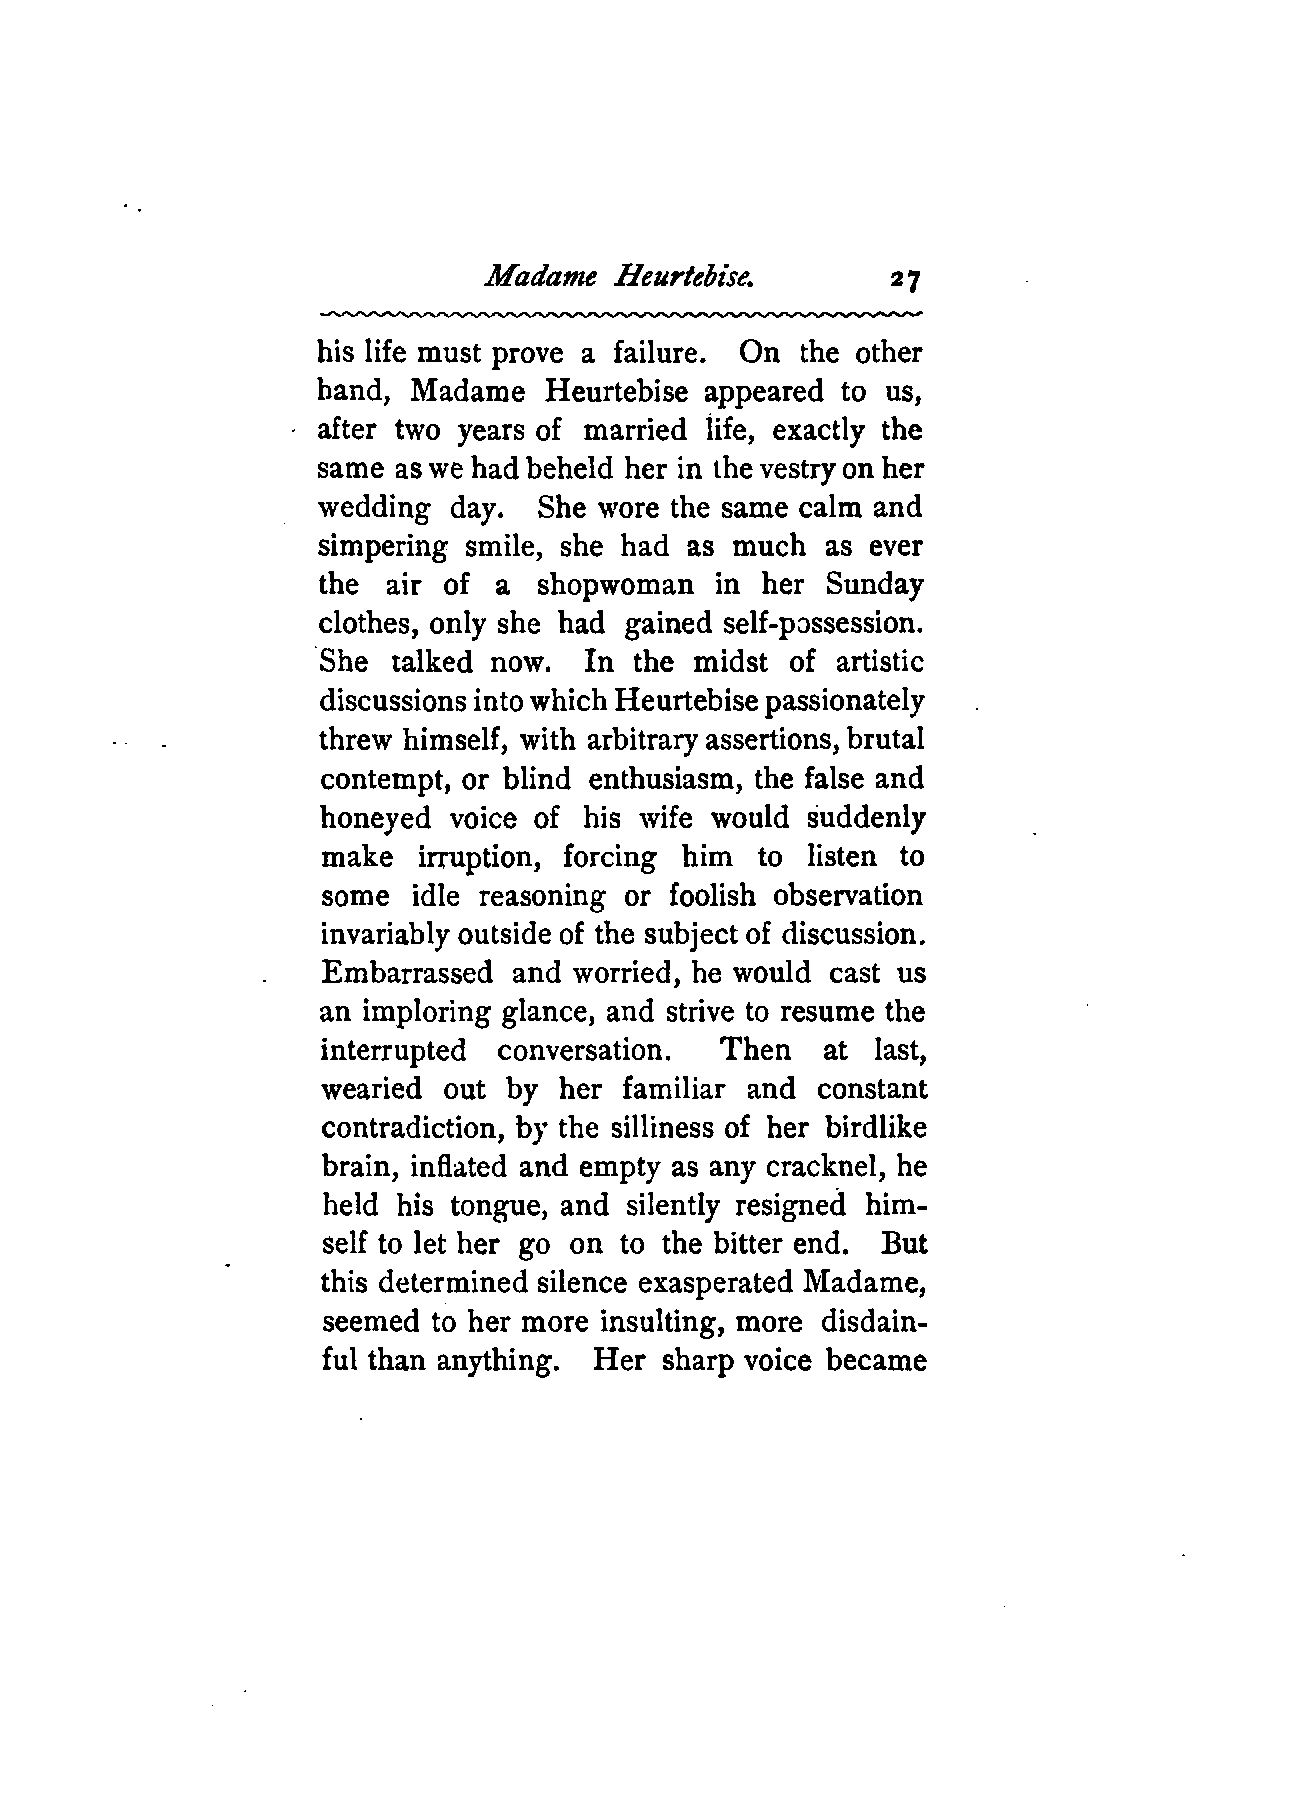 Madame Heurtebise. 27
his life must prove a failure. On the other
hand, Madame Heurtebise appeared to us,
after two years of married life, exactly the
same as we had beheld her in the vestry on her
wedding day. She wore the same calm and
simpering smile, she had as much as ever
the air of a shopwoman in her Sunday
clothes, only she had gained self-possession.
She talked now. In the midst of artistic
discussions into which Heurtebise passionately
threw himself, with arbitrary assertions, brutal
contempt, or blind enthusiasm, the false and
honeyed voice of his wife would suddenly
make irruption, forcing him to listen to
some idle reasoning or foolish observation
invariably outside of the subject of discussion.
Embarrassed and worried, he would cast us
an imploring glance, and strive to resume the
interrupted conversation. Then at last,
wearied out by her familiar and constant
contradiction, by the silliness of her birdlike
brain, inflated and empty as any cracknel, he
held his tongue, and silently resigned him-
self to let her go on to the bitter end. But
this determined silence exasperated Madame,
seemed to her more insulting, more disdain-
ful than anything. Her sharp voice became